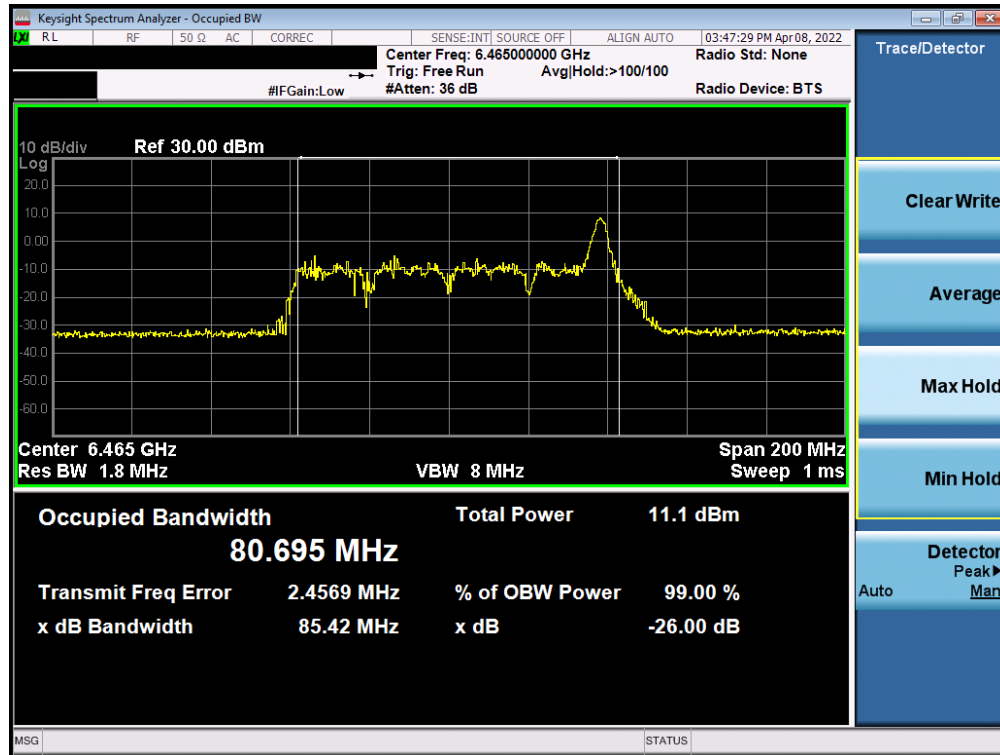 Keysight Spectrum Analyzer - Occupied BW
LXI RL RF 50 Ω AC CORREC SENSE:INT SOURCE OFF ALIGN AUTO 03:47:29 PM Apr 08, 2022
Center Freq: 6.465000000 GHz Radio Std: None
Trig: Free Run Avg|Hold:>100/100
#IFGain:Low #Atten: 36 dB Radio Device: BTS
Trace/Detector
10 dB/div Ref 30.00 dBm
Log
20.0
10.0
0.00
-10.0
-20.0
-30.0
-40.0
-50.0
-60.0
Center 6.465 GHz Span 200 MHz
Res BW 1.8 MHz VBW 8 MHz Sweep 1 ms
Occupied Bandwidth Total Power 11.1 dBm
80.695 MHz
Transmit Freq Error 2.4569 MHz % of OBW Power 99.00 %
x dB Bandwidth 85.42 MHz x dB -26.00 dB
Clear Write
Average
Max Hold
Min Hold
Detector
Peak▶
Auto Man
MSG STATUS